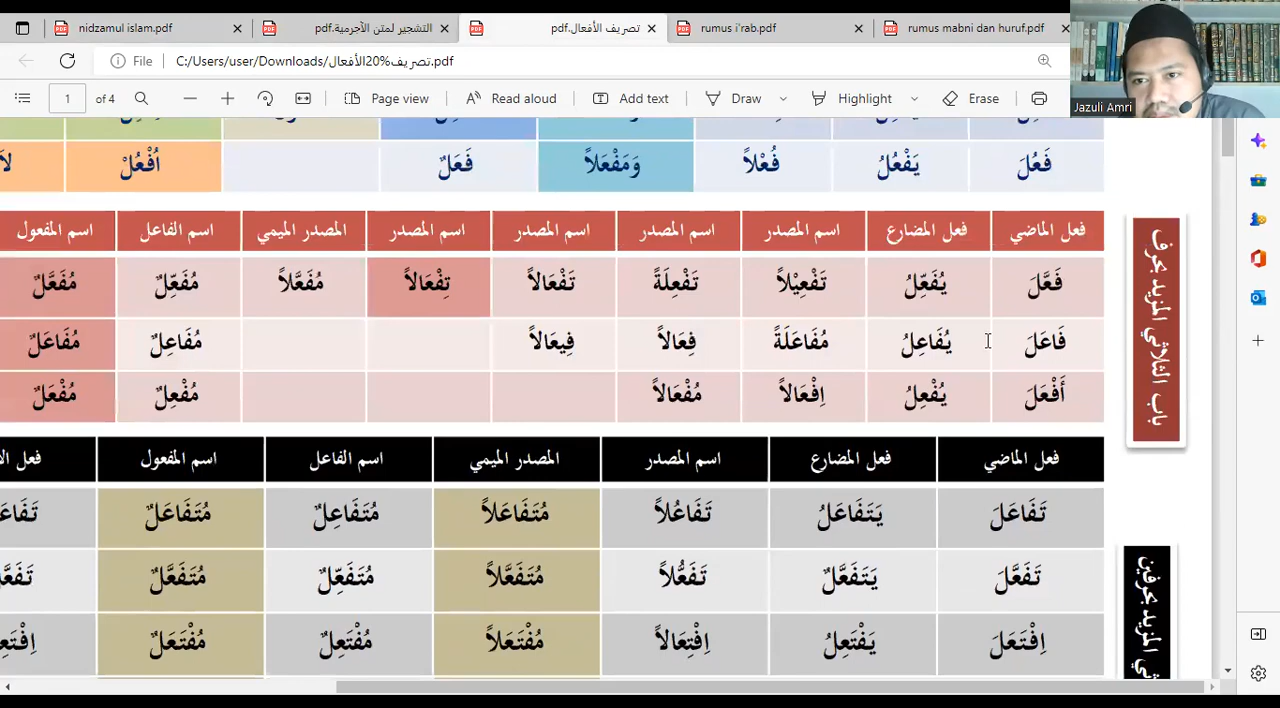 nidzamul islam.pdf
التشجير لمتن الآجرمية.pdf
تصريف الأفعال.pdf
rumus i'rab.pdf
rumus mabni dan huruf.pdf
File
C:/Users/user/Downloads/تصريف%20الأفعال.pdf
1 of 4
Page view
Read aloud
Add text
Draw
Highlight
Erase
Jazuli Amri
فَعُلَ يَفْعُلُ فُعْلاً وَمَفْعَلاً فَعَلٌ اُفْعُلْ
باب الثلاثي المزيد بحرف
فعل الماضي فعل المضارع اسم المصدر اسم المصدر اسم المصدر اسم المصدر المصدر الميمي اسم الفاعل اسم المفعول
فَعَّلَ يُفَعِّلُ تَفْعِيْلاً تَفْعِلَةً تَفْعَالاً تِفْعَالاً مُفَعَّلاً مُفَعِّلٌ مُفَعَّلٌ
فَاعَلَ يُفَاعِلُ مُفَاعَلَةً فِعَالاً فِيعَالاً مُفَاعِلٌ مُفَاعَلٌ
أَفْعَلَ يُفْعِلُ اِفْعَالاً مُفْعَالاً مُفْعِلٌ مُفْعَلٌ
المزيد بحرفين
فعل الماضي فعل المضارع اسم المصدر المصدر الميمي اسم الفاعل اسم المفعول فعل
تَفَاعَلَ يَتَفَاعَلُ تَفَاعُلاً مُتَفَاعَلاً مُتَفَاعِلٌ مُتَفَاعَلٌ
تَفَعَّلَ يَتَفَعَّلُ تَفَعُّلاً مُتَفَعَّلاً مُتَفَعِّلٌ مُتَفَعَّلٌ
اِفْتَعَلَ يَفْتَعِلُ اِفْتِعَالاً مُفْتَعَلاً مُفْتَعِلٌ مُفْتَعَلٌ